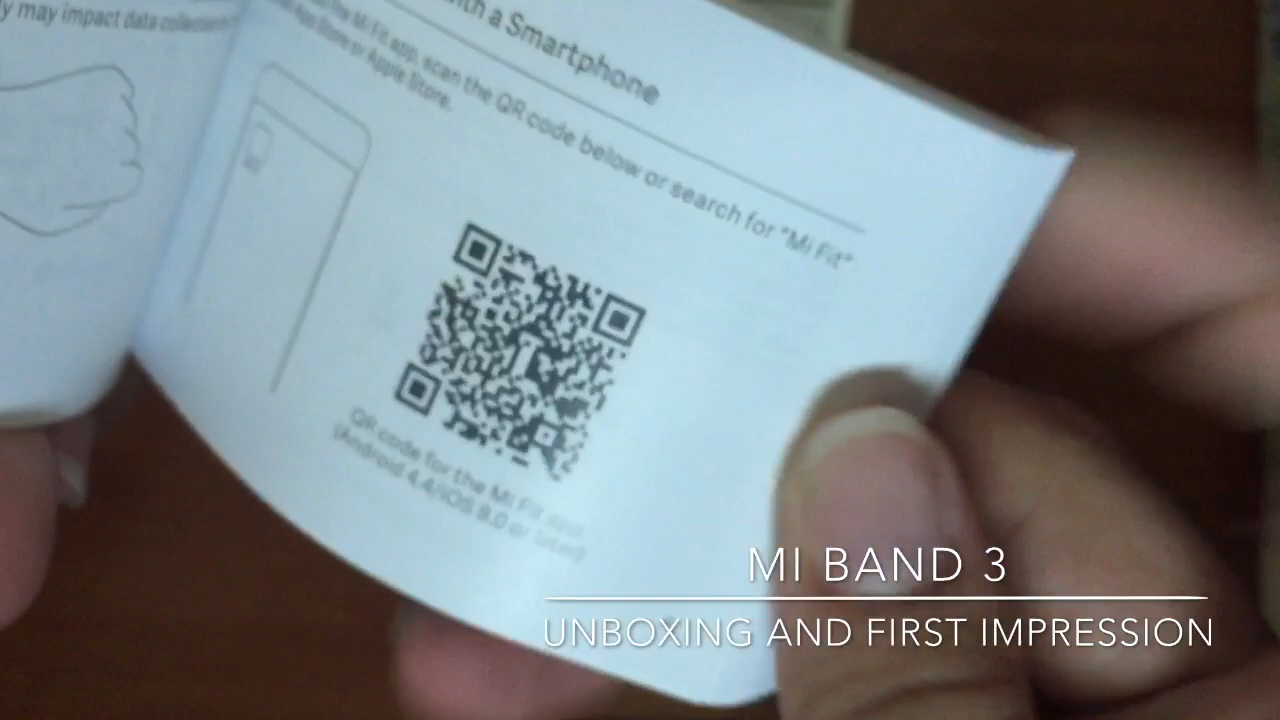 y may impact data collection
with a Smartphone
the Mi Fit app, scan the QR code below or search for "Mi Fit"
App Store or Apple Store.
QR code for the Mi Fit app
(Android 4.4/iOS 9.0 or later)
MI BAND 3
UNBOXING AND FIRST IMPRESSION